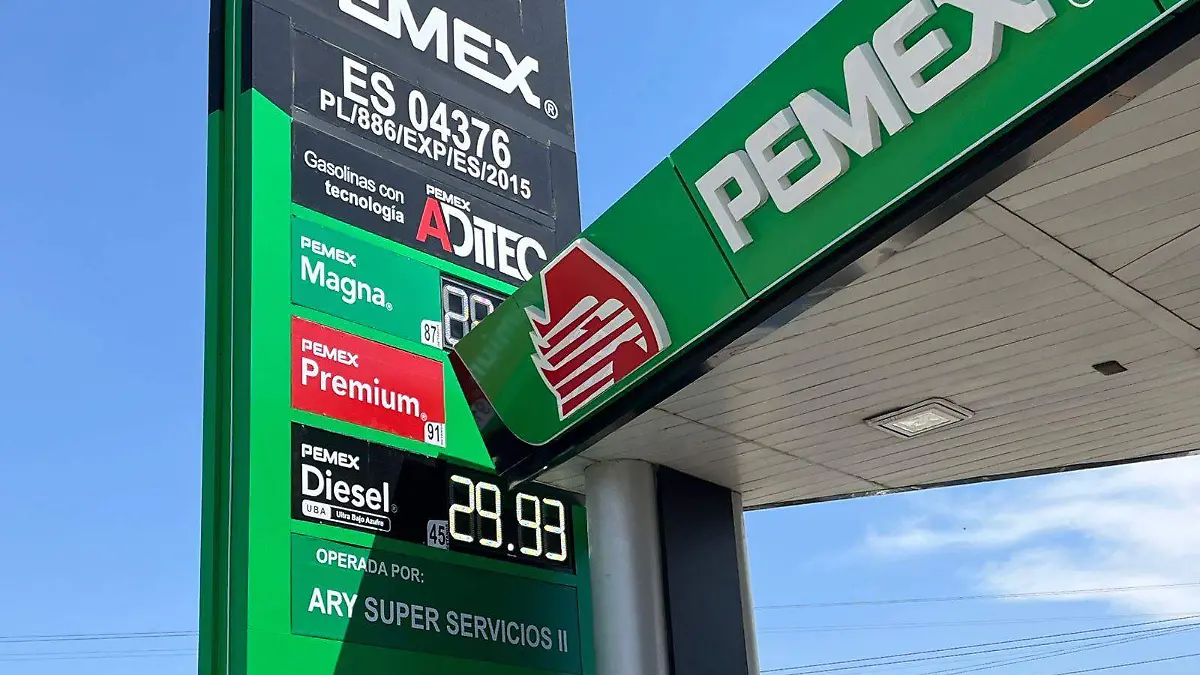 PEMEX®
ES 04376
PL/886/EXP/ES/2015
Gasolinas con
tecnología
PEMEX
ADITEC
PEMEX
Magna®
87
PEMEX
Premium®
91
PEMEX
Diesel®
UBA Ultra Bajo Azufre
45
29.93
OPERADA POR:
ARY SUPER SERVICIOS II
PEMEX